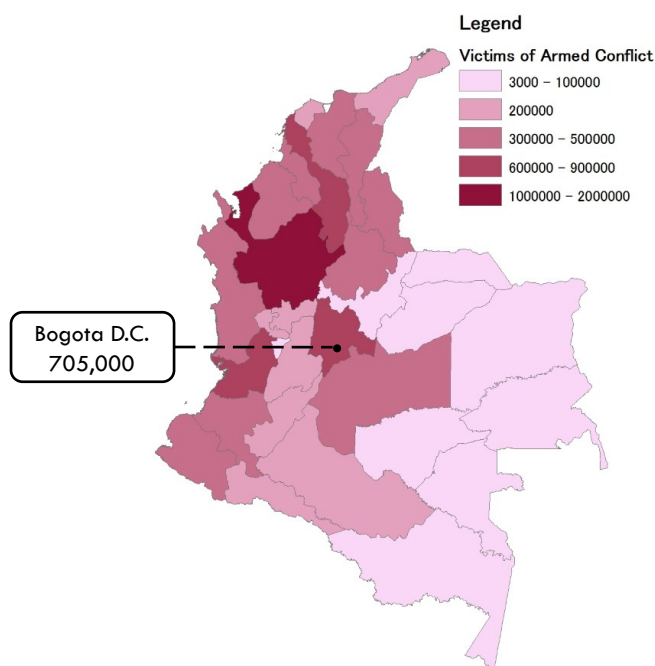 Legend
Victims of Armed Conflict
3000 - 100000
200000
300000 - 500000
600000 - 900000
1000000 - 2000000
Bogota D.C.
705,000